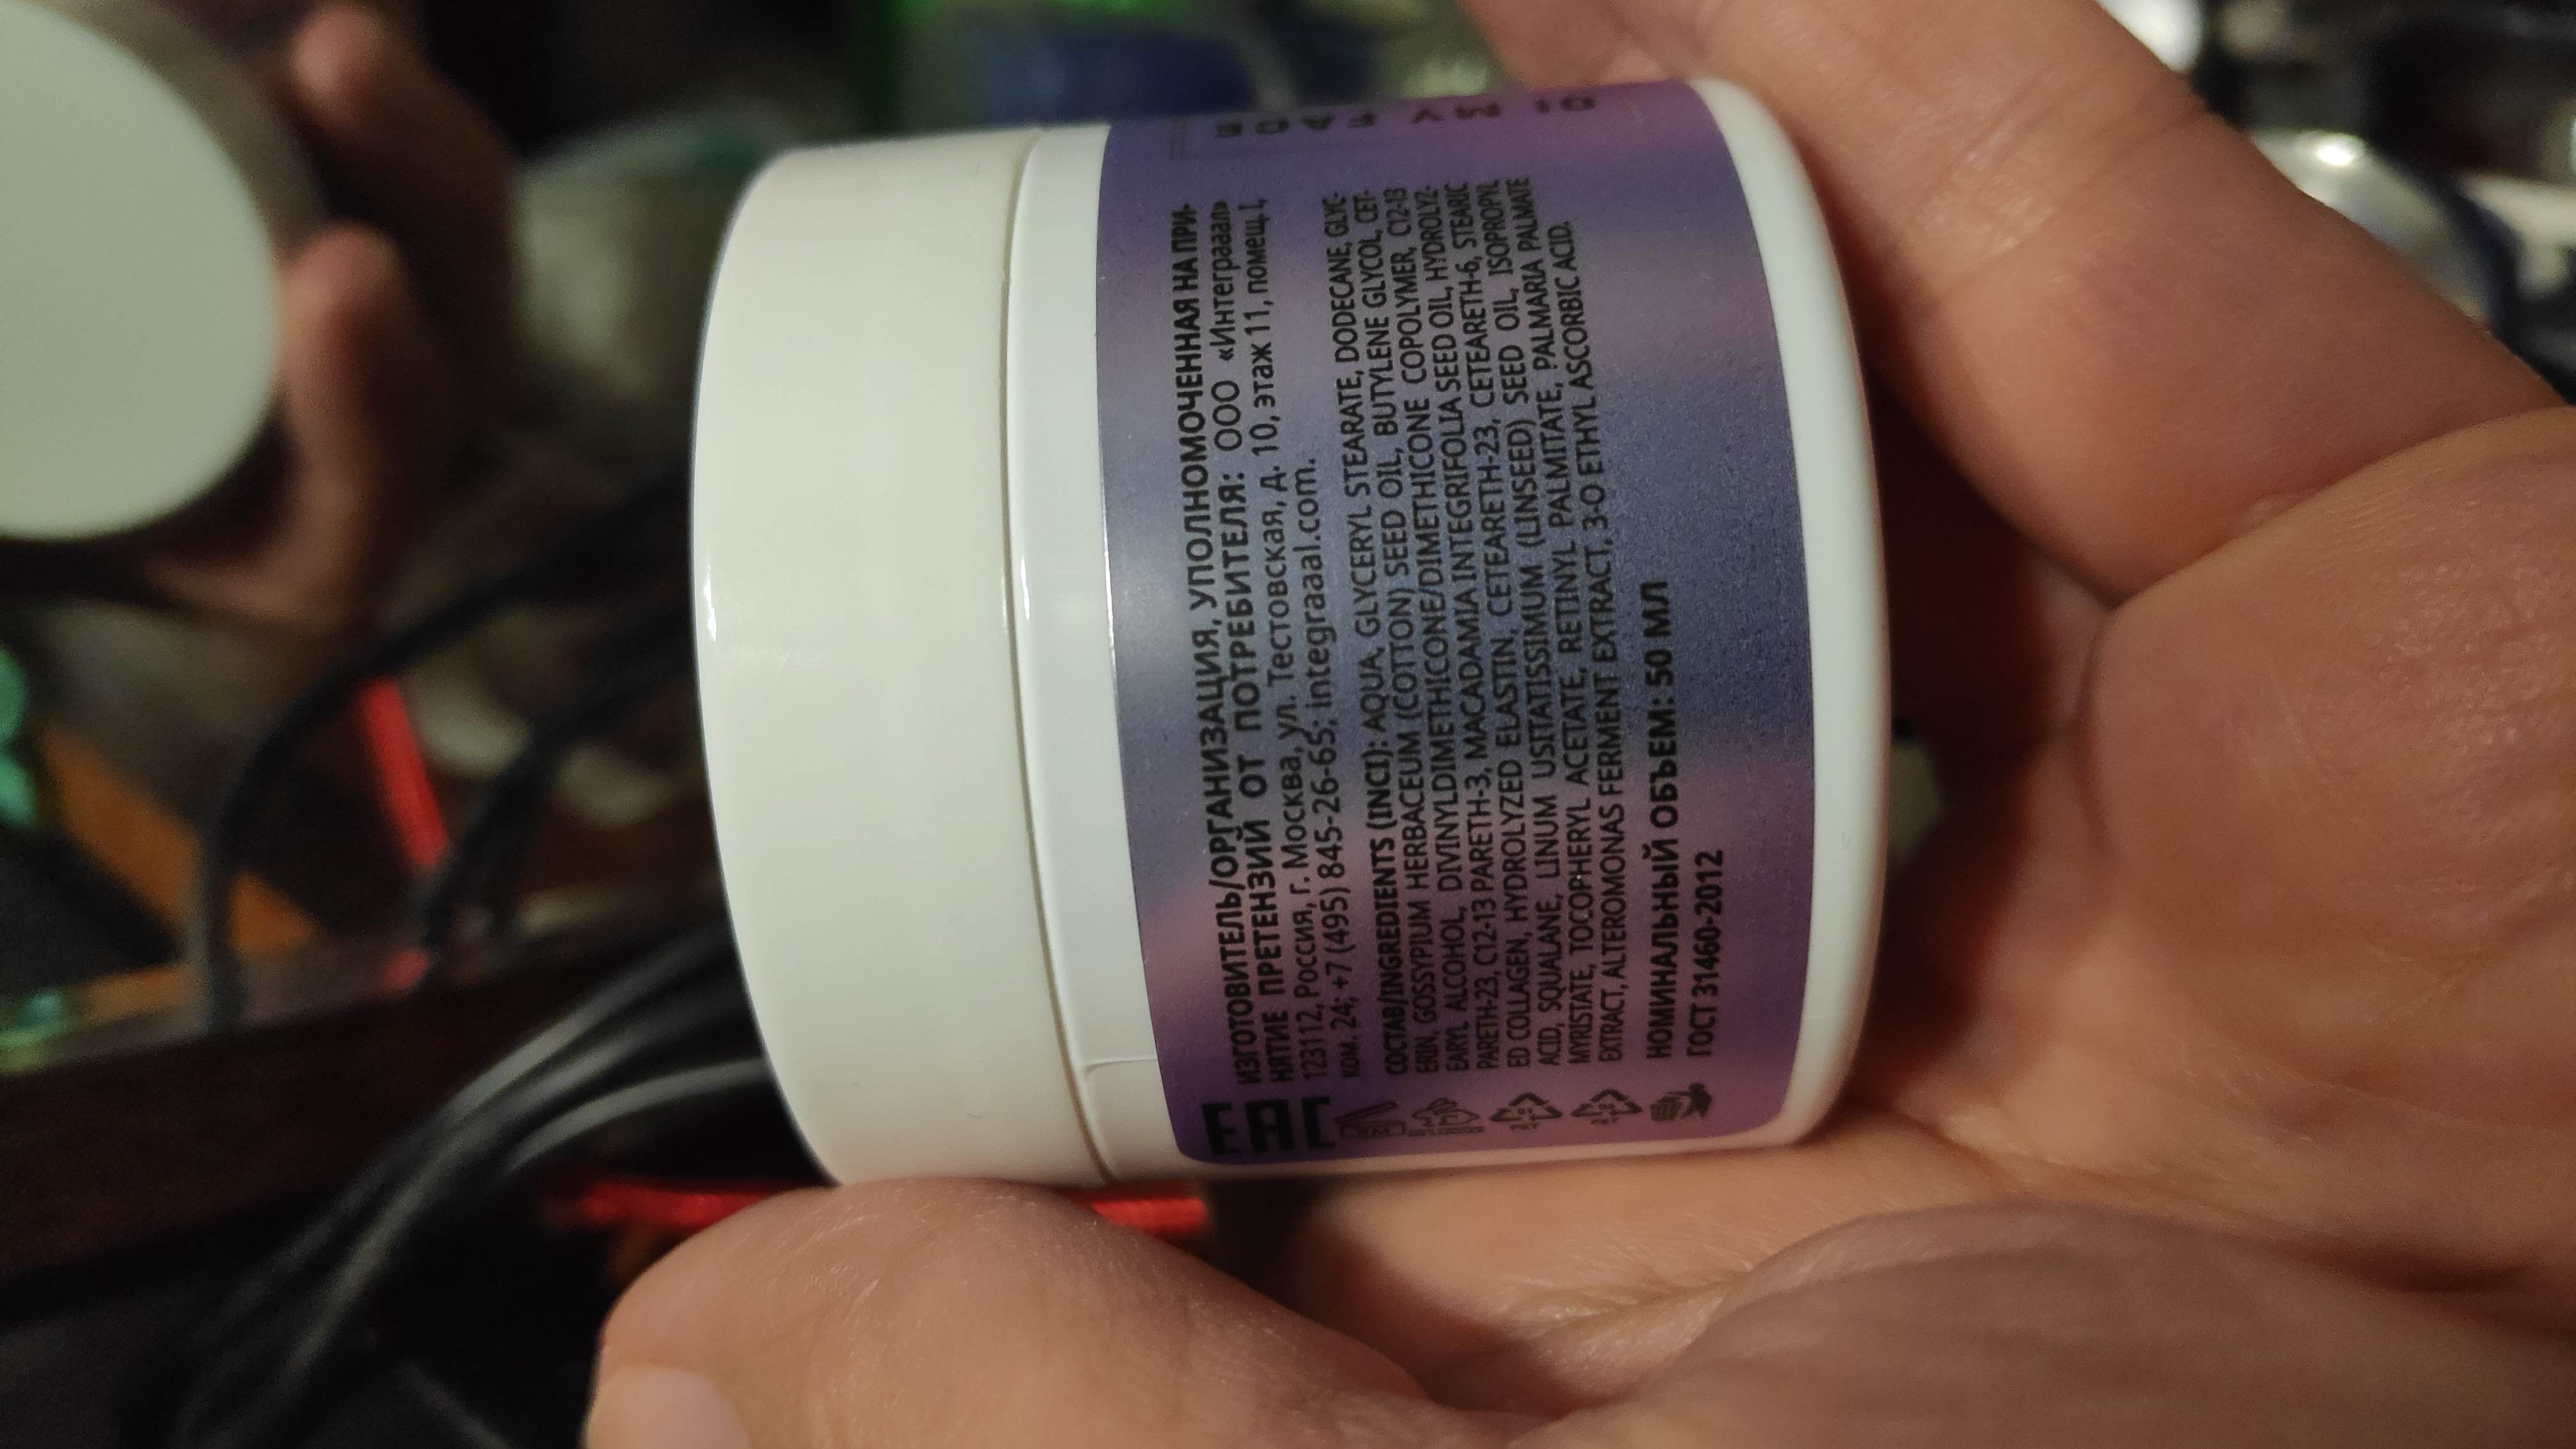 ИЗГОТОВИТЕЛЬ/ОРГАНИЗАЦИЯ, УПОЛНОМОЧЕННАЯ НА ПРИ-
НЯТИЕ ПРЕТЕНЗИЙ ОТ ПОТРЕБИТЕЛЯ: ООО «Интеграаал»
123112, Россия, г. Москва, ул. Тестовская, д. 10, этаж 11, помещ. I,
ком. 24; +7 (495) 845-26-65; integraaal.com.
СОСТАВ/INGREDIENTS (INCI): AQUA, GLYCERYL STEARATE, DODECANE, GLYC-
ERIN, GOSSYPIUM HERBACEUM (COTTON) SEED OIL, BUTYLENE GLYCOL, CET-
EARYL ALCOHOL, DIVINYLDIMETHICONE/DIMETHICONE COPOLYMER, C12-13
PARETH-23, C12-13 PARETH-3, MACADAMIA INTEGRIFOLIA SEED OIL, HYDROLYZ-
ED COLLAGEN, HYDROLYZED ELASTIN, CETEARETH-23, CETEARETH-6, STEARIC
ACID, SQUALANE, LINUM USTATISSIMUM (LINSEED) SEED OIL, ISOPROPYL
MYRISTATE, TOCOPHERYL ACETATE, RETINYL PALMITATE, PALMARIA PALMATE
EXTRACT, ALTEROMONAS FERMENT EXTRACT, 3-O ETHYL ASCORBIC ACID.
НОМИНАЛЬНЫЙ ОБЪЕМ: 50 МЛ
ГОСТ 31460-2012
EAC